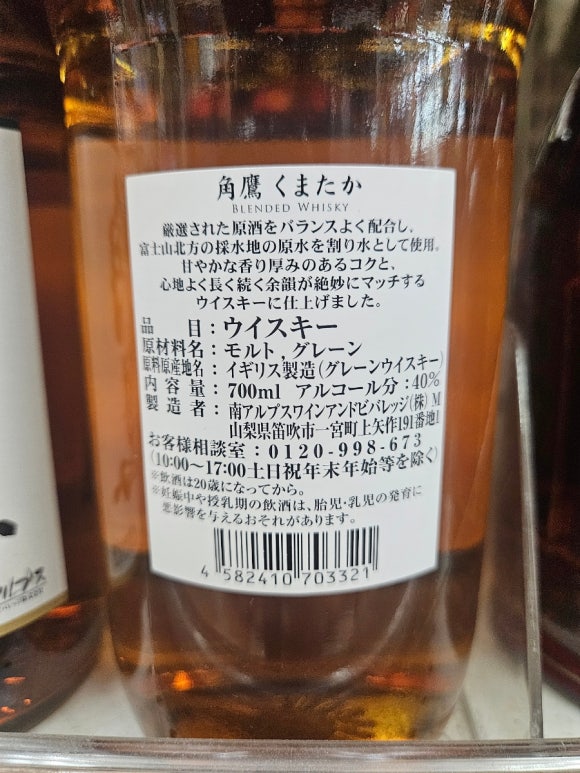 角鷹 くまたか
BLENDED WHISKY
厳選された原酒をバランスよく配合し、
富士山北方の採水地の原水を割り水として使用。
甘やかな香り厚みのあるコクと、
心地よく長く続く余韻が絶妙にマッチする
ウイスキーに仕上げました。
品目：ウイスキー
原材料名：モルト，グレーン
原料原産地名：イギリス製造(グレーンウイスキー)
内容量：700ml アルコール分：40%
製造者：南アルプスワインアンドビバレッジ(株) M
山梨県笛吹市一宮町上矢作191番地1
お客様相談室：0120-998-673
(10:00～17:00土日祝年末年始等を除く)
※飲酒は20歳になってから。
※妊娠中や授乳期の飲酒は、胎児・乳児の発育に
悪影響を与えるおそれがあります。
4 582410 703321